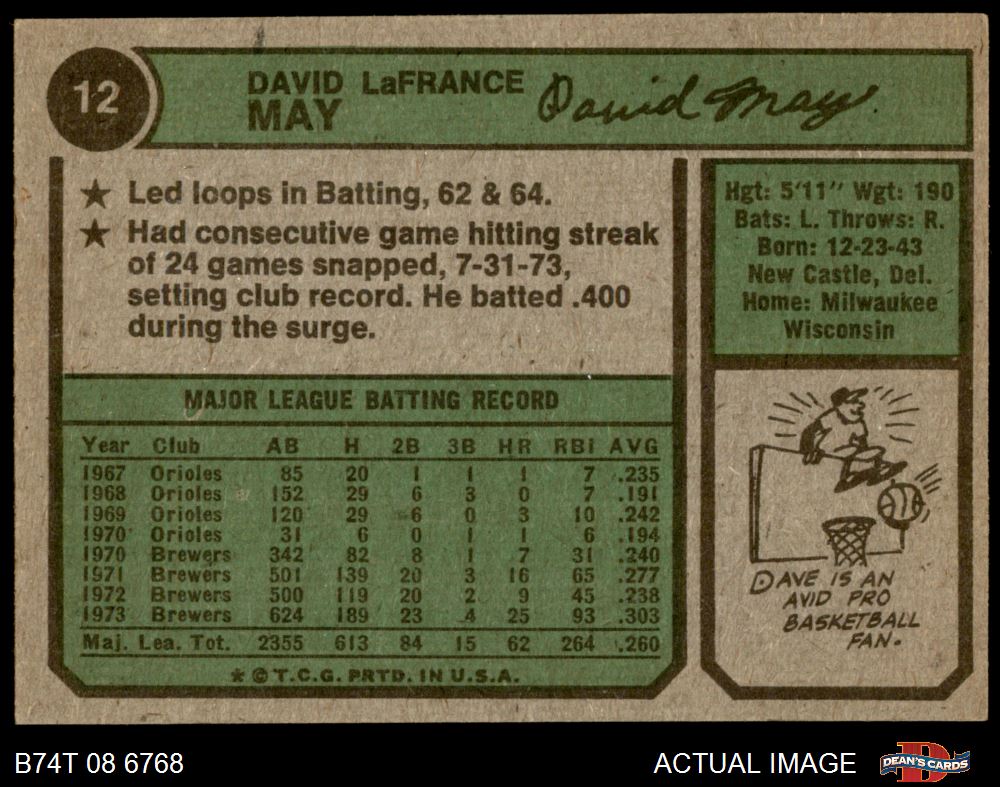 12
DAVID LaFRANCE
MAY
David May
★ Led loops in Batting, 62 & 64.
★ Had consecutive game hitting streak
of 24 games snapped, 7-31-73,
setting club record. He batted .400
during the surge.
Hgt: 5'11" Wgt: 190
Bats: L. Throws: R.
Born: 12-23-43
New Castle, Del.
Home: Milwaukee
Wisconsin
MAJOR LEAGUE BATTING RECORD
Year Club AB H 2B 3B HR RBI AVG
1967 Orioles 85 20 1 1 1 7 .235
1968 Orioles 152 29 6 3 0 7 .191
1969 Orioles 120 29 6 0 3 10 .242
1970 Orioles 31 6 0 1 1 6 .194
1970 Brewers 342 82 8 1 7 31 .240
1971 Brewers 501 139 20 3 16 65 .277
1972 Brewers 500 119 20 2 9 45 .238
1973 Brewers 624 189 23 4 25 93 .303
Maj. Lea. Tot. 2355 613 84 15 62 264 .260
★ © T.C.G. PRTD. IN U.S.A.
DAVE IS AN
AVID PRO
BASKETBALL
FAN.
B74T 08 6768
ACTUAL IMAGE
DEAN'S CARDS